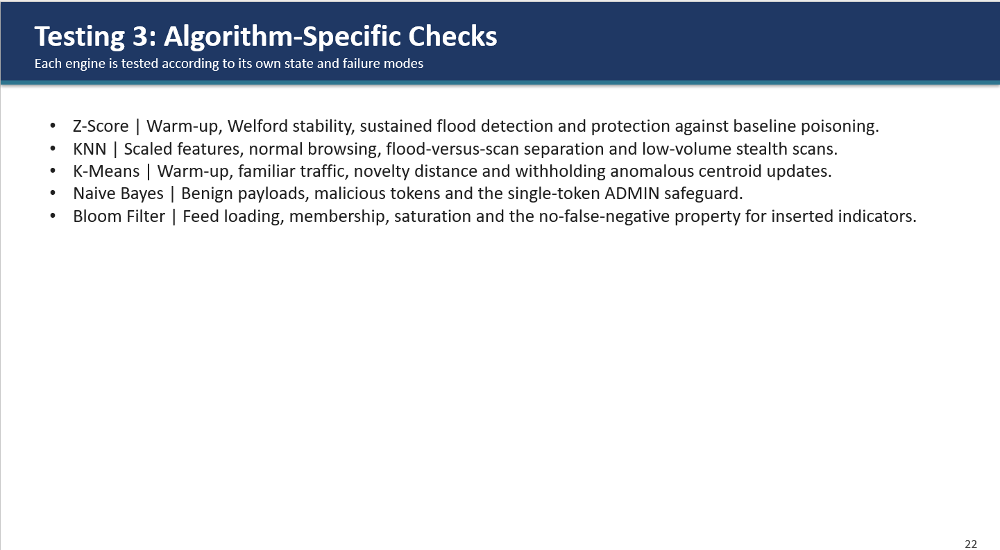 Testing 3: Algorithm-Specific Checks
Each engine is tested according to its own state and failure modes
• Z-Score | Warm-up, Welford stability, sustained flood detection and protection against baseline poisoning.
• KNN | Scaled features, normal browsing, flood-versus-scan separation and low-volume stealth scans.
• K-Means | Warm-up, familiar traffic, novelty distance and withholding anomalous centroid updates.
• Naive Bayes | Benign payloads, malicious tokens and the single-token ADMIN safeguard.
• Bloom Filter | Feed loading, membership, saturation and the no-false-negative property for inserted indicators.
22